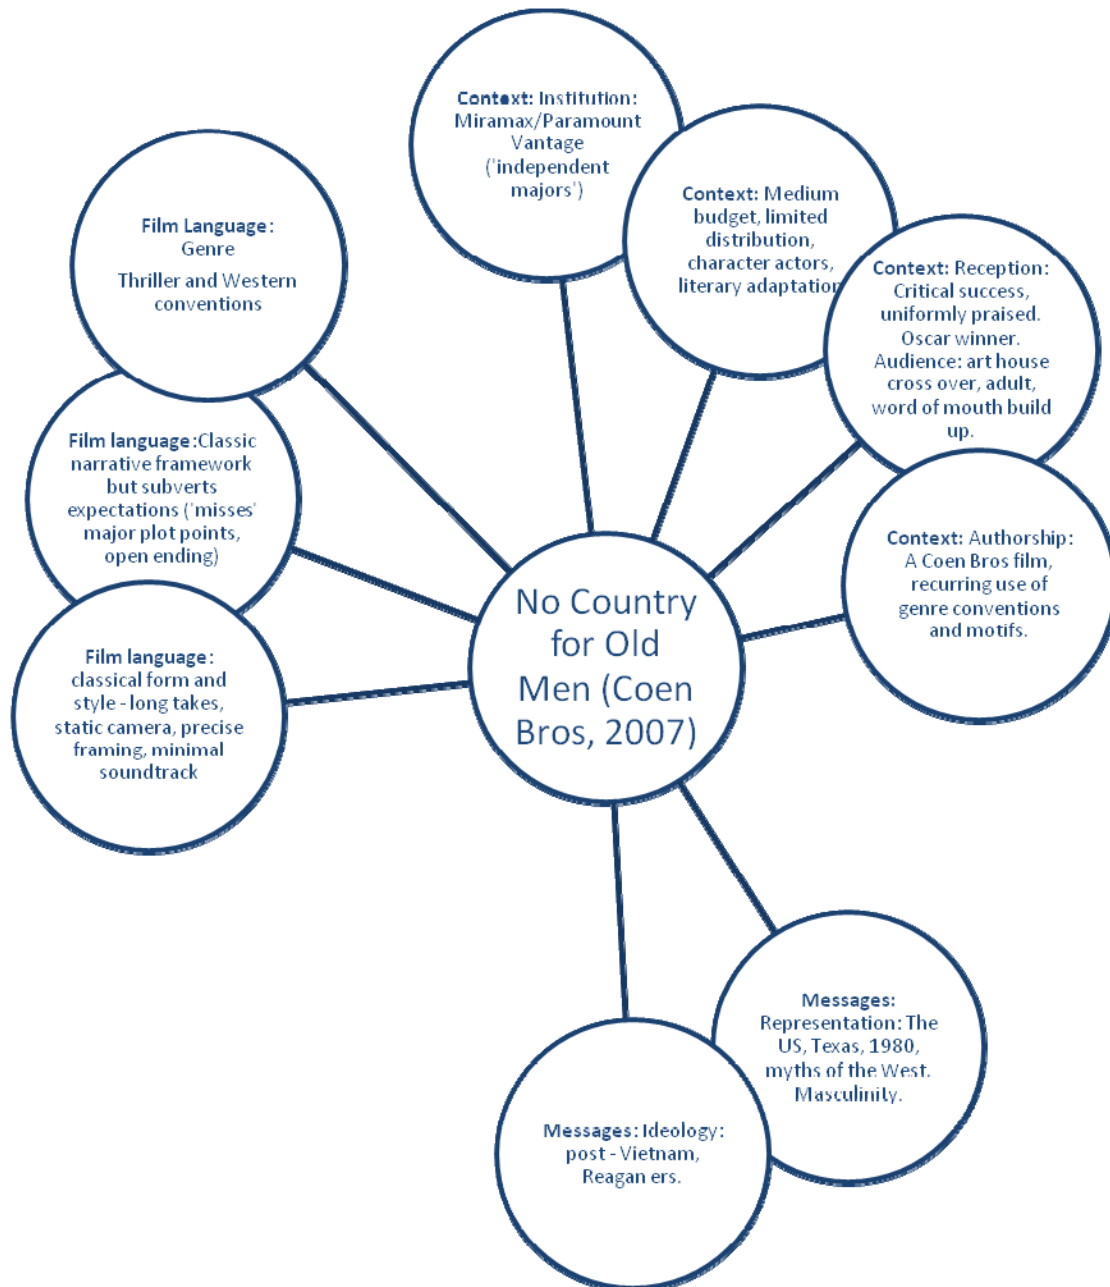 Context: Institution:
Miramax/Paramount
Vantage
('independent
majors')
Context: Medium
budget, limited
distribution,
character actors,
literary adaptation
Context: Reception:
Critical success,
uniformly praised.
Oscar winner.
Audience: art house
cross over, adult,
word of mouth build
up.
Context: Authorship:
A Coen Bros film,
recurring use of
genre conventions
and motifs.
Messages:
Representation: The
US, Texas, 1980,
myths of the West.
Masculinity.
Messages: Ideology:
post - Vietnam,
Reagan ers.
Film language:
classical form and
style - long takes,
static camera, precise
framing, minimal
soundtrack
Film language:Classic
narrative framework
but subverts
expectations ('misses'
major plot points,
open ending)
Film Language:
Genre
Thriller and Western
conventions
No Country
for Old
Men (Coen
Bros, 2007)